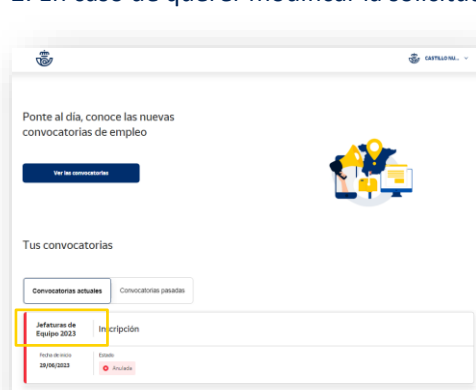 2. En caso de querer modificar la solicitud
CASTILLO NU...
Ponte al día, conoce las nuevas
convocatorias de empleo
Ver las convocatorias
Tus convocatorias
Convocatorias actuales
Convocatorias pasadas
Jefaturas de
Equipo 2023
Inscripción
Fecha de inicio
Estado
29/06/2023
Anulada